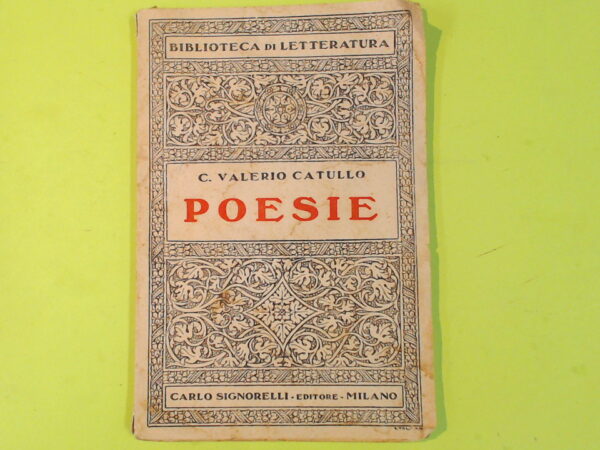 BIBLIOTECA DI LETTERATURA
C. VALERIO CATULLO
POESIE
CARLO SIGNORELLI - EDITORE - MILANO